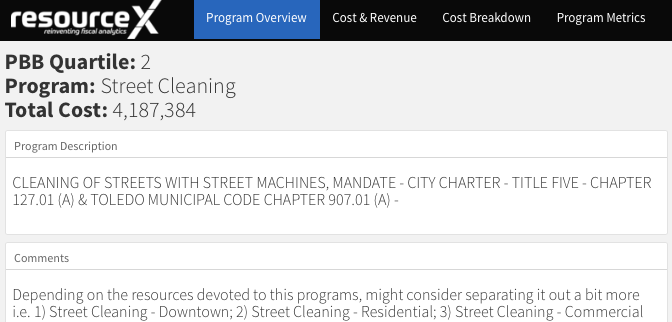 resourceX
reinventing fiscal analytics
Program Overview Cost & Revenue Cost Breakdown Program Metrics
PBB Quartile: 2
Program: Street Cleaning
Total Cost: 4,187,384
Program Description
CLEANING OF STREETS WITH STREET MACHINES, MANDATE - CITY CHARTER - TITLE FIVE - CHAPTER
127.01 (A) & TOLEDO MUNICIPAL CODE CHAPTER 907.01 (A) -
Comments
Depending on the resources devoted to this programs, might consider separating it out a bit more
i.e. 1) Street Cleaning - Downtown; 2) Street Cleaning - Residential; 3) Street Cleaning - Commercial